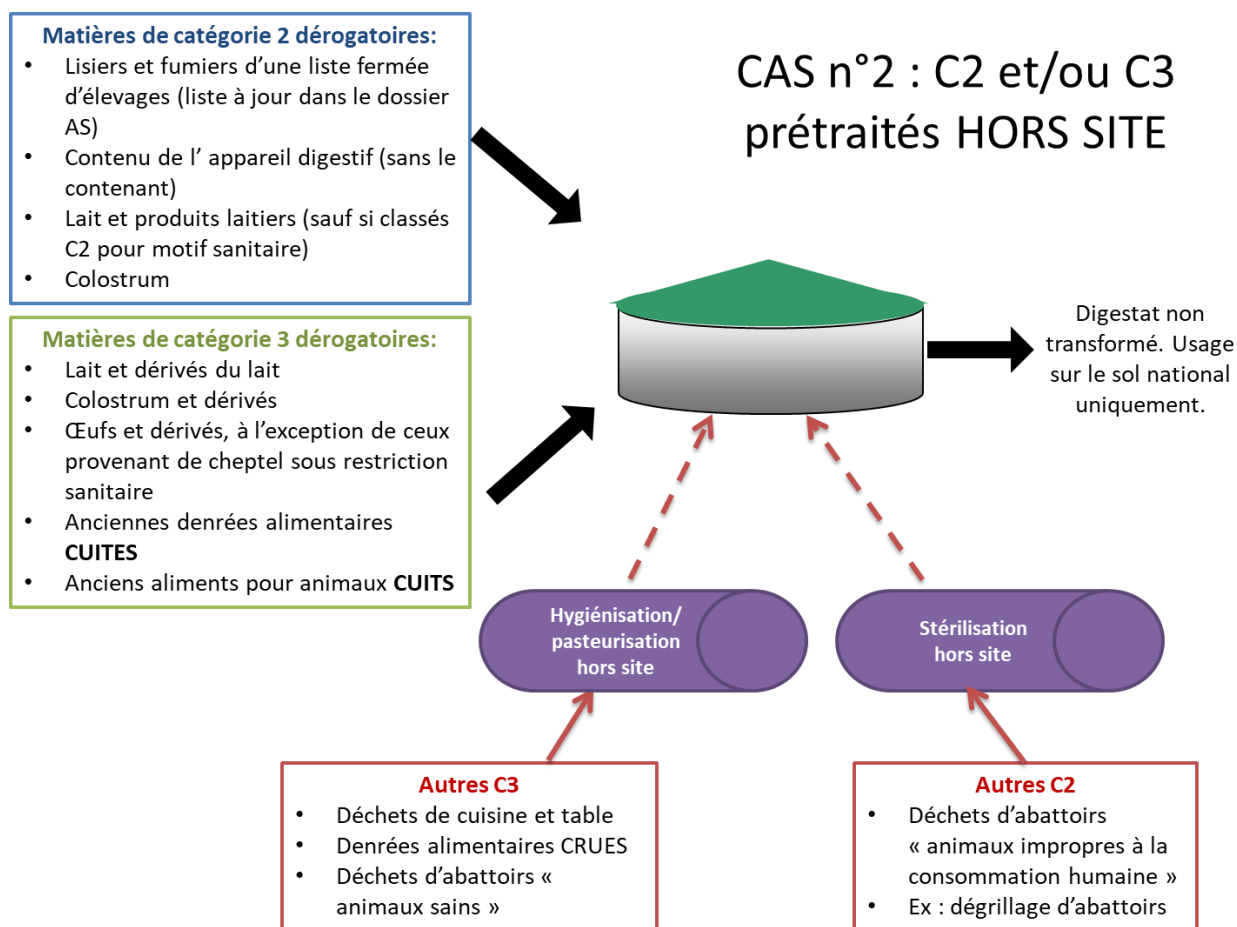 CAS n°2 : C2 et/ou C3
prétraités HORS SITE
Matières de catégorie 2 dérogatoires:
• Lisiers et fumiers d’une liste fermée
d’élevages (liste à jour dans le dossier
AS)
• Contenu de l’ appareil digestif (sans le
contenant)
• Lait et produits laitiers (sauf si classés
C2 pour motif sanitaire)
• Colostrum
Matières de catégorie 3 dérogatoires:
• Lait et dérivés du lait
• Colostrum et dérivés
• Œufs et dérivés, à l’exception de ceux
provenant de cheptel sous restriction
sanitaire
• Anciennes denrées alimentaires
CUITES
• Anciens aliments pour animaux CUITS
Digestat non
transformé. Usage
sur le sol national
uniquement.
Hygiénisation/
pasteurisation
hors site
Stérilisation
hors site
Autres C3
• Déchets de cuisine et table
• Denrées alimentaires CRUES
• Déchets d’abattoirs «
animaux sains »
Autres C2
• Déchets d’abattoirs
« animaux impropres à la
consommation humaine »
• Ex : dégrillage d’abattoirs